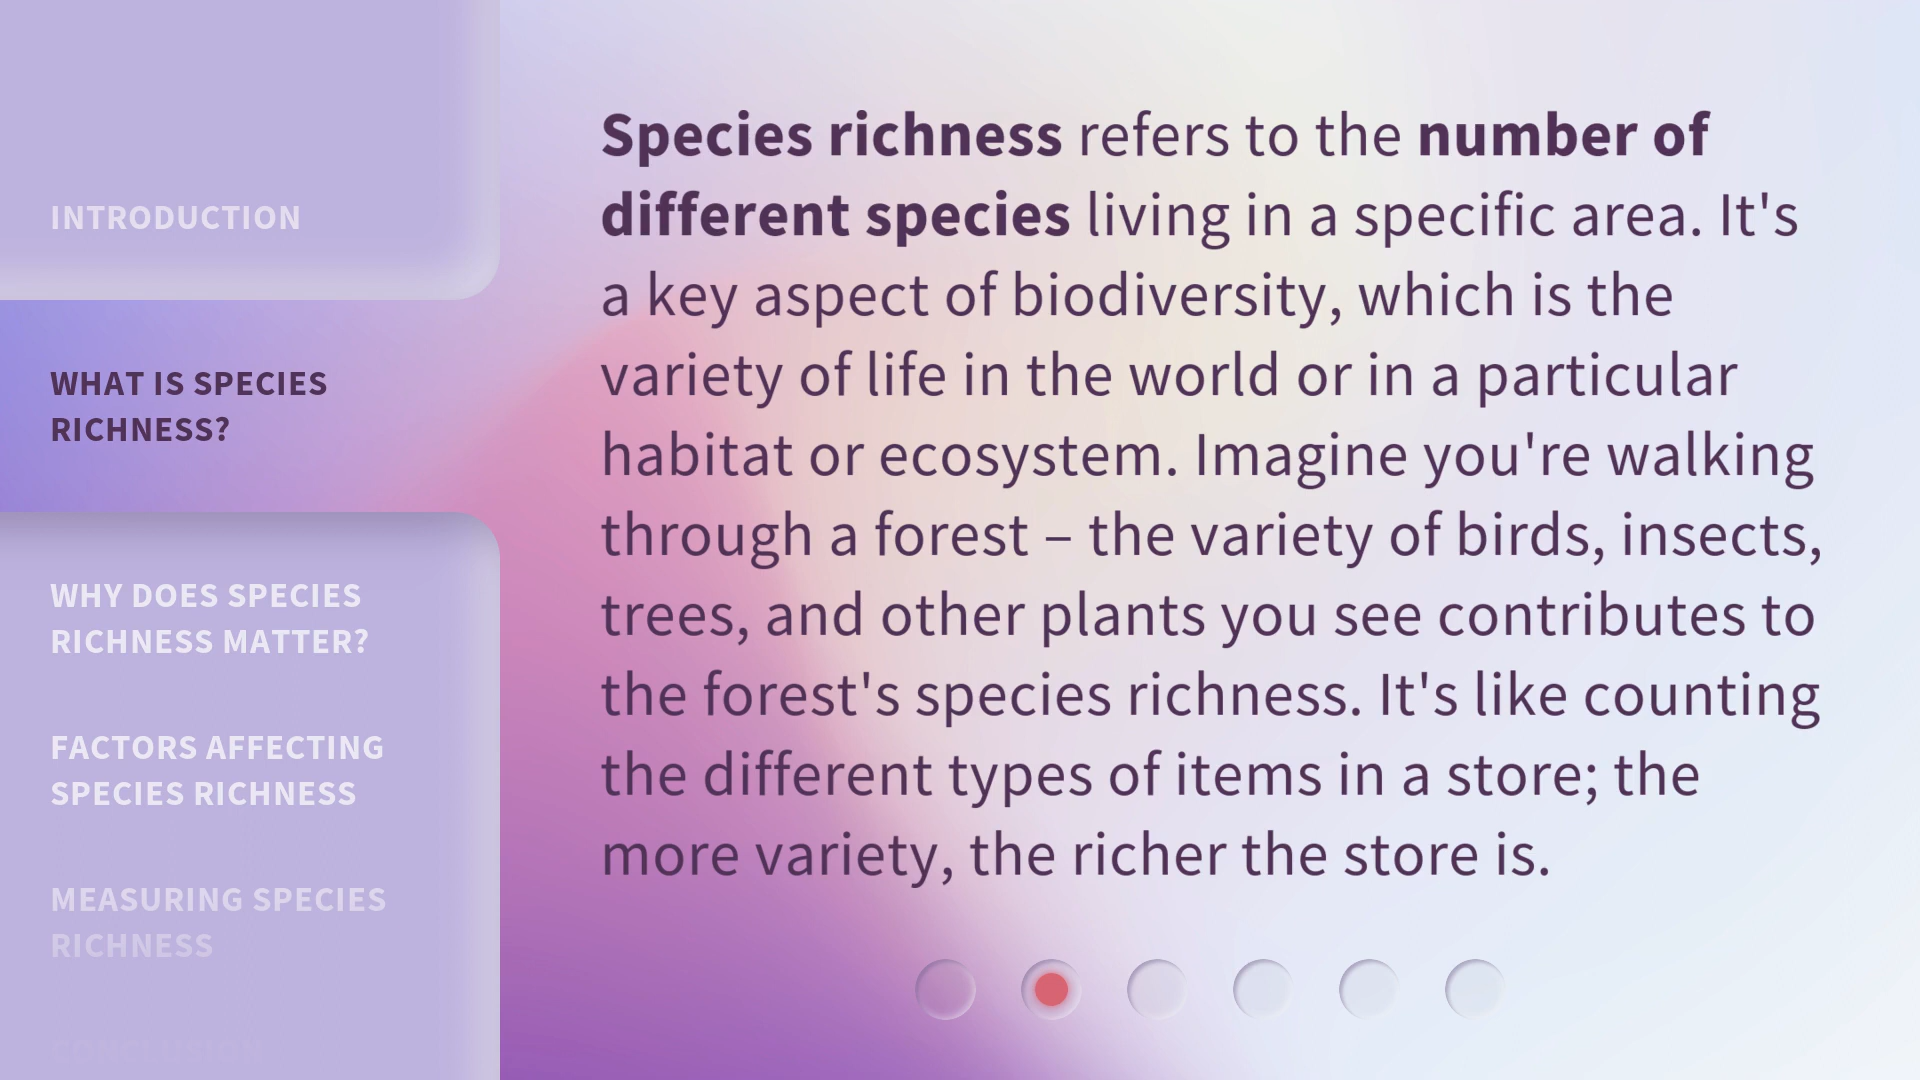 INTRODUCTION
WHAT IS SPECIES
RICHNESS?
WHY DOES SPECIES
RICHNESS MATTER?
FACTORS AFFECTING
SPECIES RICHNESS
MEASURING SPECIES
RICHNESS
CONCLUSION
Species richness refers to the number of
different species living in a specific area. It's
a key aspect of biodiversity, which is the
variety of life in the world or in a particular
habitat or ecosystem. Imagine you're walking
through a forest – the variety of birds, insects,
trees, and other plants you see contributes to
the forest's species richness. It's like counting
the different types of items in a store; the
more variety, the richer the store is.